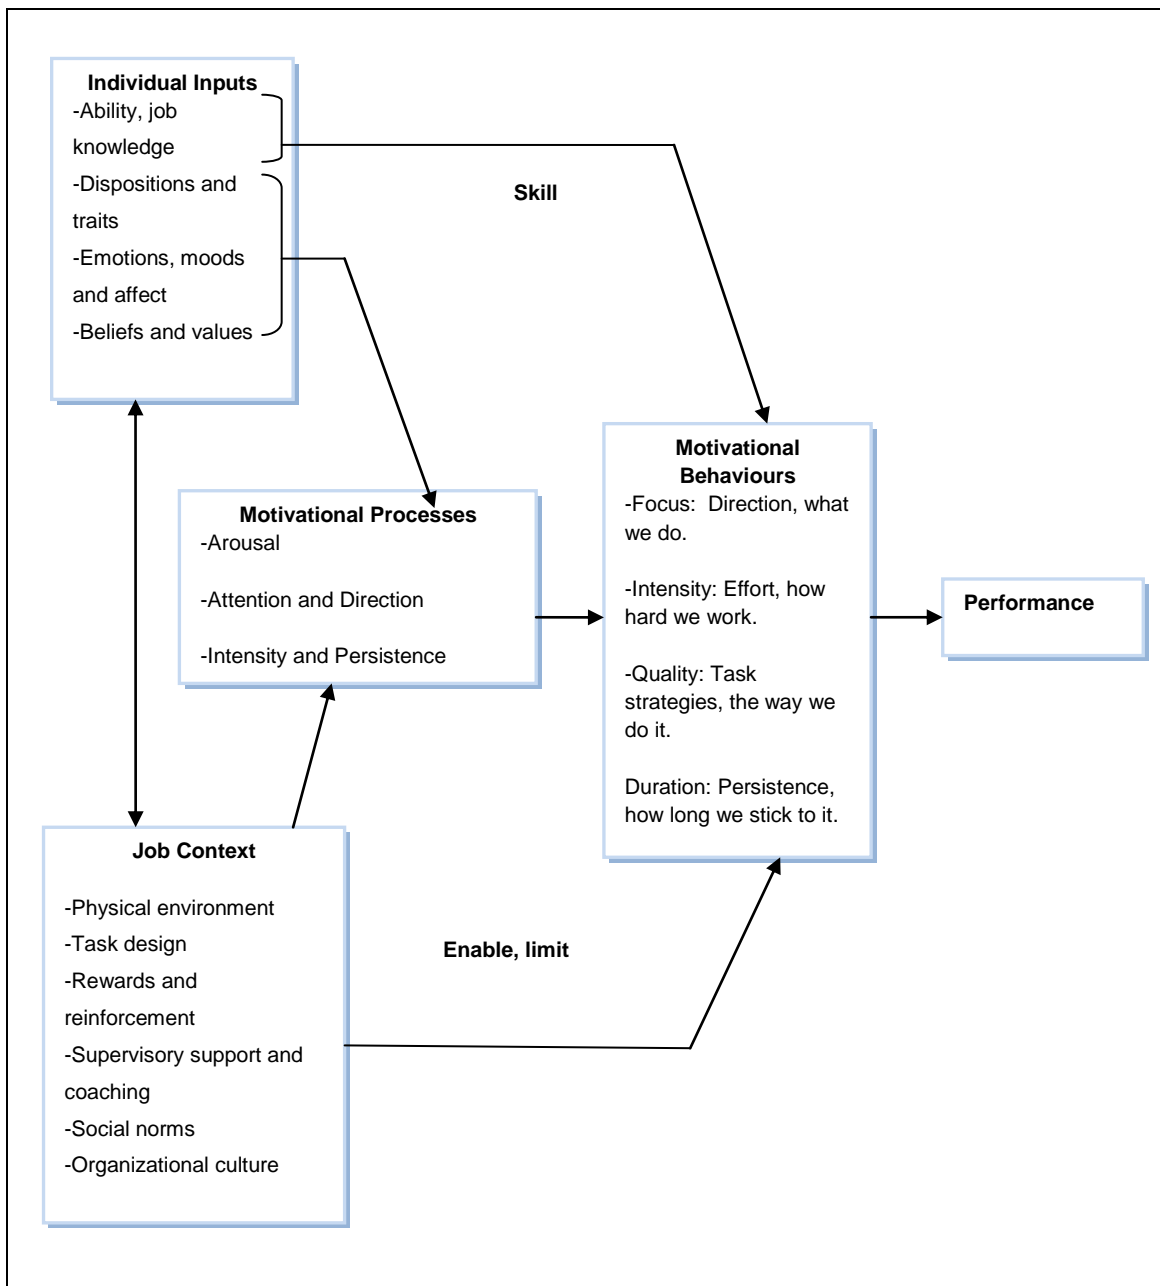 Individual Inputs
-Ability, job
knowledge
-Dispositions and
traits
-Emotions, moods
and affect
-Beliefs and values
Skill
Motivational Processes
-Arousal
-Attention and Direction
-Intensity and Persistence
Motivational
Behaviours
-Focus:  Direction, what
we do.
-Intensity: Effort, how
hard we work.
-Quality: Task
strategies, the way we
do it.
Duration: Persistence,
how long we stick to it.
Performance
Job Context
-Physical environment
-Task design
-Rewards and
reinforcement
-Supervisory support and
coaching
-Social norms
-Organizational culture
Enable, limit